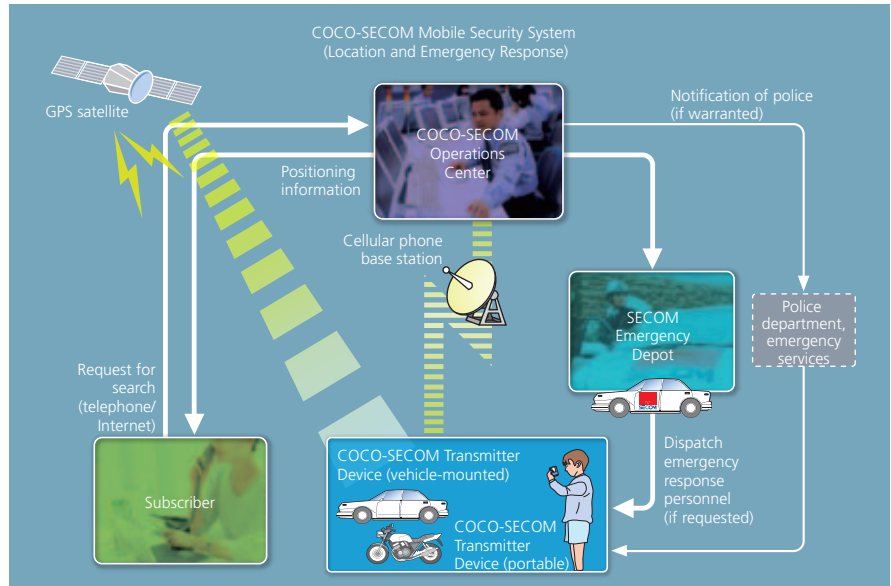 COCO-SECOM Mobile Security System
(Location and Emergency Response)
GPS satellite
COCO-SECOM
Operations
Center
Notification of police
(if warranted)
Positioning
information
Cellular phone
base station
SECOM
Emergency
Depot
Police
department,
emergency
services
Request for
search
(telephone/
Internet)
Subscriber
COCO-SECOM Transmitter
Device (vehicle-mounted)
COCO-SECOM
Transmitter
Device (portable)
Dispatch
emergency
response
personnel
(if requested)
SECOM